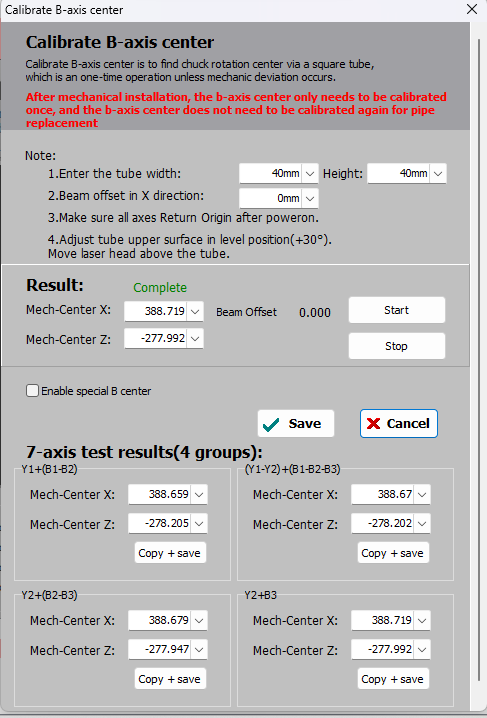 Calibrate B-axis center
Calibrate B-axis center
Calibrate B-axis center is to find chuck rotation center via a square tube,
which is an one-time operation unless mechanic deviation occurs.
After mechanical installation, the b-axis center only needs to be calibrated
once, and the b-axis center does not need to be calibrated again for pipe
replacement
Note:
1.Enter the tube width: 40mm Height: 40mm
2.Beam offset in X direction: 0mm
3.Make sure all axes Return Origin after poweron.
4.Adjust tube upper surface in level position(+30°).
Move laser head above the tube.
Result: Complete
Mech-Center X: 388.719 Beam Offset 0.000 Start
Mech-Center Z: -277.992 Stop
Enable special B center
Save Cancel
7-axis test results(4 groups):
Y1+(B1-B2) (Y1-Y2)+(B1-B2-B3)
Mech-Center X: 388.659 Mech-Center X: 388.67
Mech-Center Z: -278.205 Mech-Center Z: -278.202
Copy + save Copy + save
Y2+(B2-B3) Y2+B3
Mech-Center X: 388.679 Mech-Center X: 388.719
Mech-Center Z: -277.947 Mech-Center Z: -277.992
Copy + save Copy + save